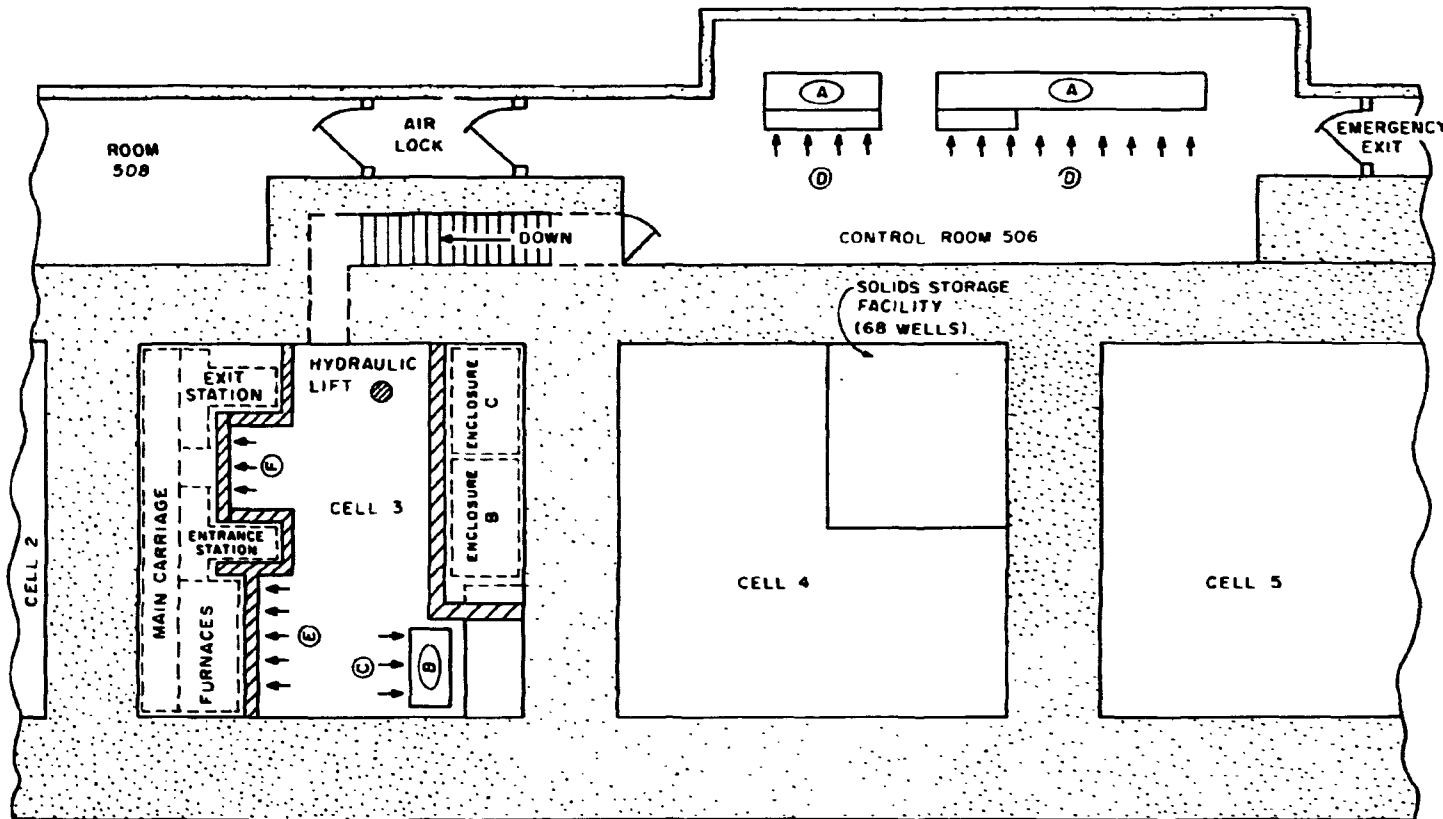 ROOM
508
AIR
LOCK
A
A
EMERGENCY
EXIT
D
D
DOWN
CONTROL ROOM 506
SOLIDS STORAGE
FACILITY
(68 WELLS)
EXIT
STATION
HYDRAULIC
LIFT
ENCLOSURE
C
F
CELL 3
MAIN CARRIAGE
ENTRANCE
STATION
ENCLOSURE
B
CELL 2
FURNACES
E
C
B
CELL 4
CELL 5